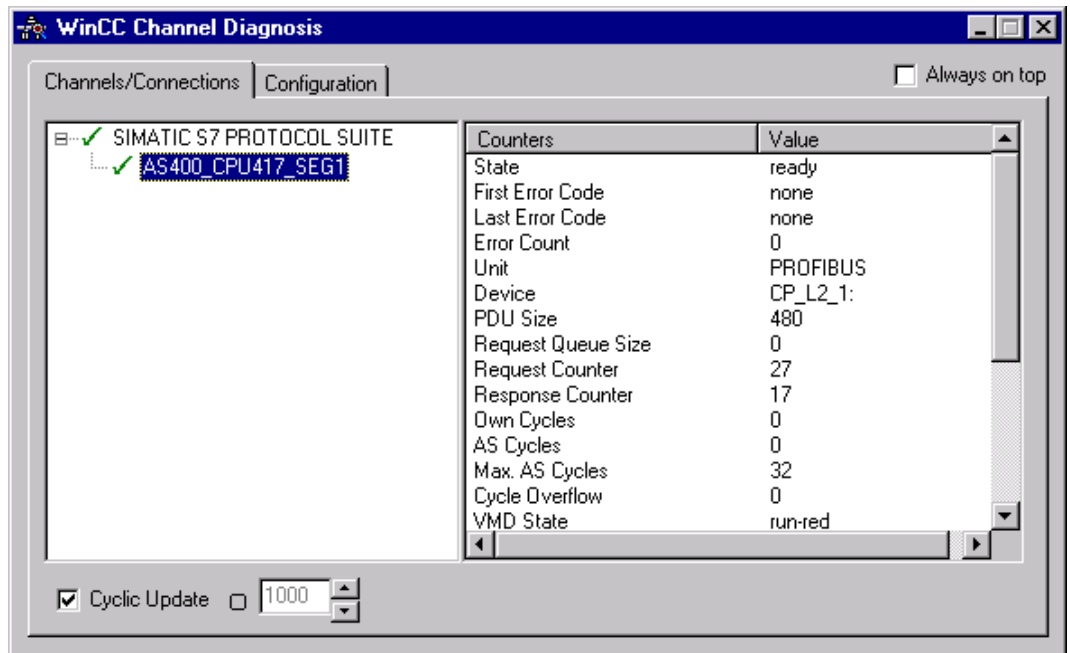 WinCC Channel Diagnosis
Channels/Connections Configuration Always on top
SIMATIC S7 PROTOCOL SUITE
AS400_CPU417_SEG1
Counters Value
State ready
First Error Code none
Last Error Code none
Error Count 0
Unit PROFIBUS
Device CP_L2_1:
PDU Size 480
Request Queue Size 0
Request Counter 27
Response Counter 17
Own Cycles 0
AS Cycles 0
Max. AS Cycles 32
Cycle Overflow 0
VMD State run-red
Cyclic Update 1000